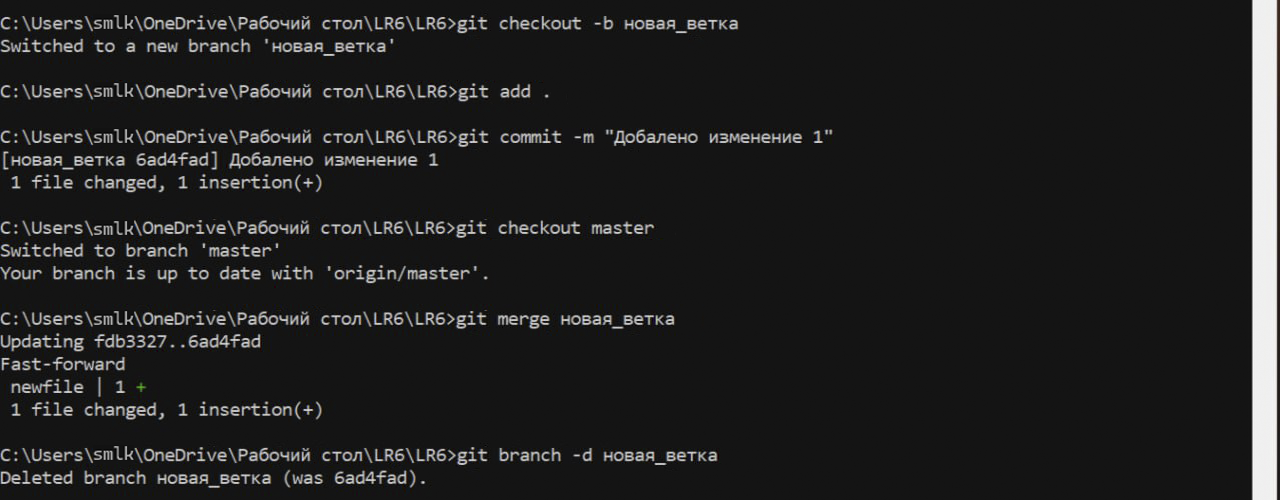 C:\Users\smlk\OneDrive\Рабочий стол\LR6\LR6>git checkout -b новая_ветка
Switched to a new branch 'новая_ветка'
C:\Users\smlk\OneDrive\Рабочий стол\LR6\LR6>git add .
C:\Users\smlk\OneDrive\Рабочий стол\LR6\LR6>git commit -m "Добалено изменение 1"
[новая_ветка 6ad4fad] Добалено изменение 1
1 file changed, 1 insertion(+)
C:\Users\smlk\OneDrive\Рабочий стол\LR6\LR6>git checkout master
Switched to branch 'master'
Your branch is up to date with 'origin/master'.
C:\Users\smlk\OneDrive\Рабочий стол\LR6\LR6>git merge новая_ветка
Updating fdb3327..6ad4fad
Fast-forward
newfile | 1 +
1 file changed, 1 insertion(+)
C:\Users\smlk\OneDrive\Рабочий стол\LR6\LR6>git branch -d новая_ветка
Deleted branch новая_ветка (was 6ad4fad).